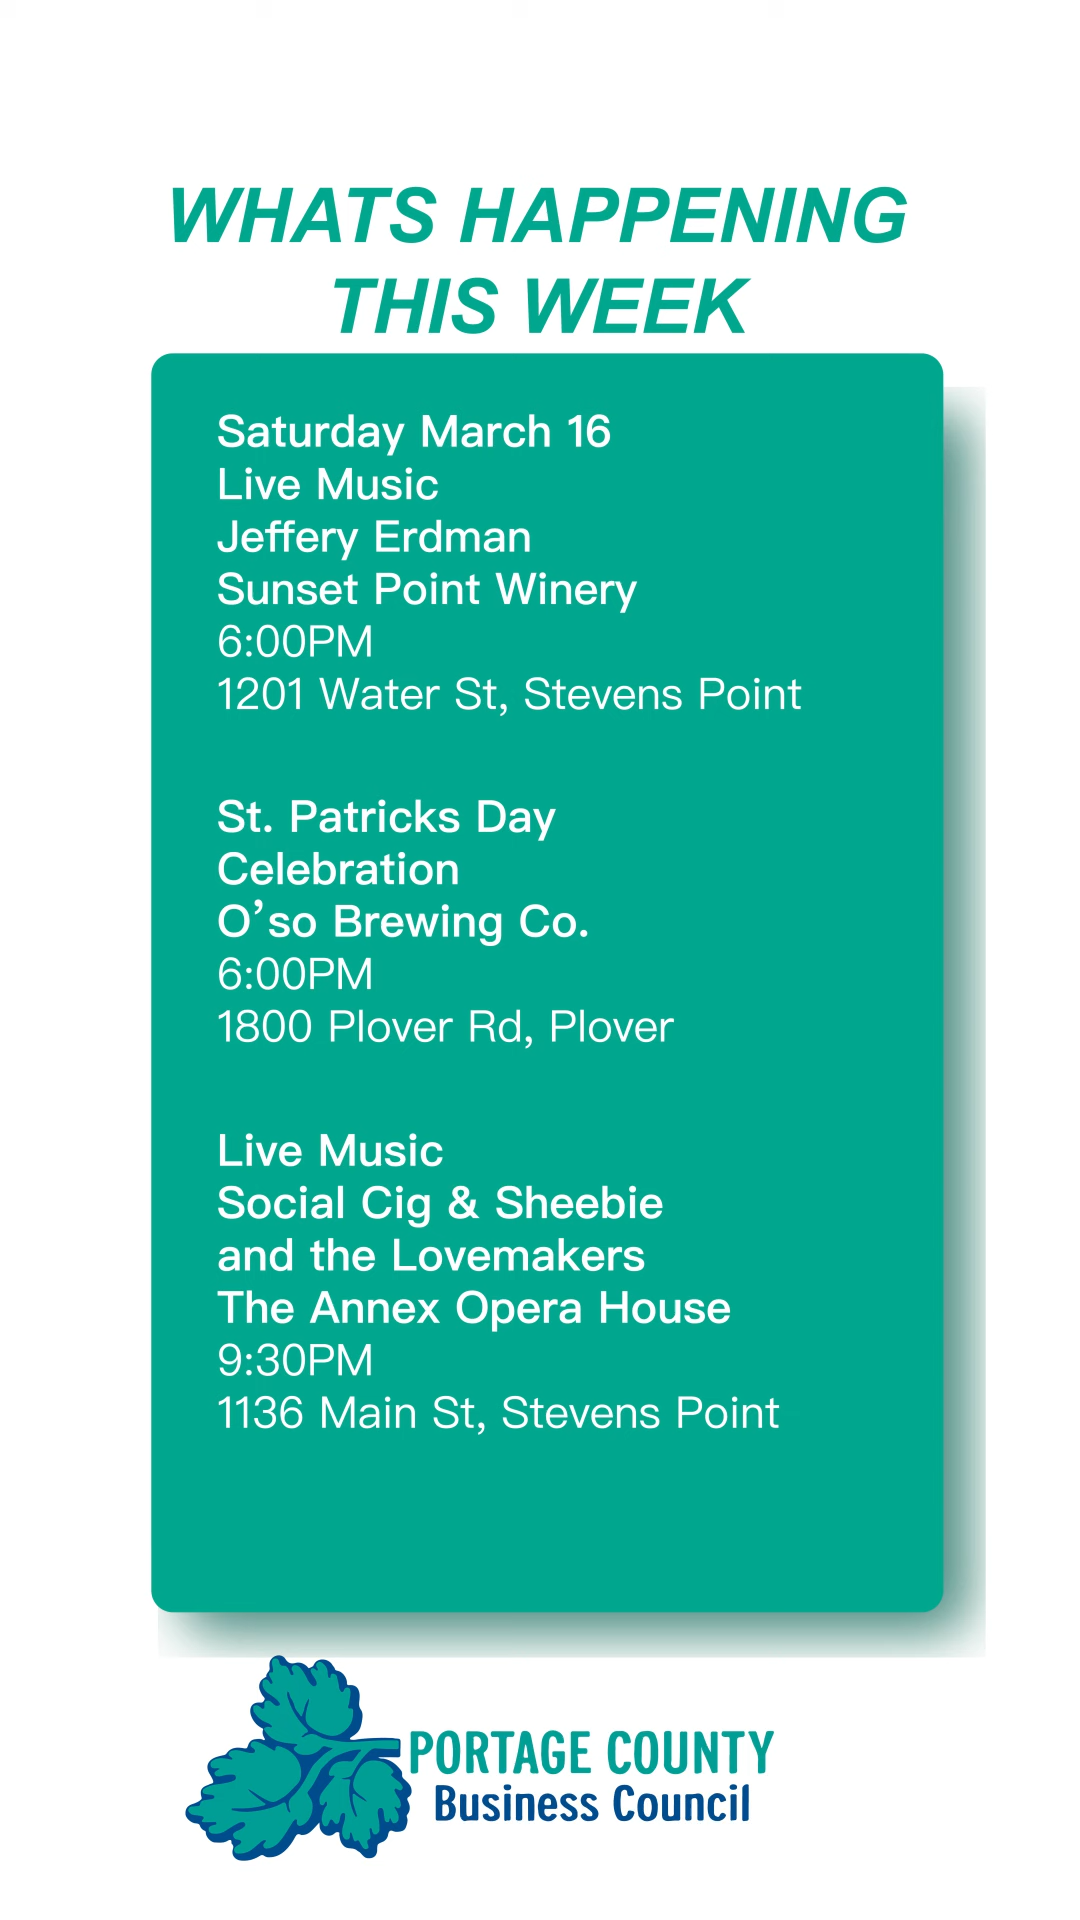 WHATS HAPPENING
THIS WEEK
Saturday March 16
Live Music
Jeffery Erdman
Sunset Point Winery
6:00PM
1201 Water St, Stevens Point
St. Patricks Day
Celebration
O’so Brewing Co.
6:00PM
1800 Plover Rd, Plover
Live Music
Social Cig & Sheebie
and the Lovemakers
The Annex Opera House
9:30PM
1136 Main St, Stevens Point
PORTAGE COUNTY
Business Council